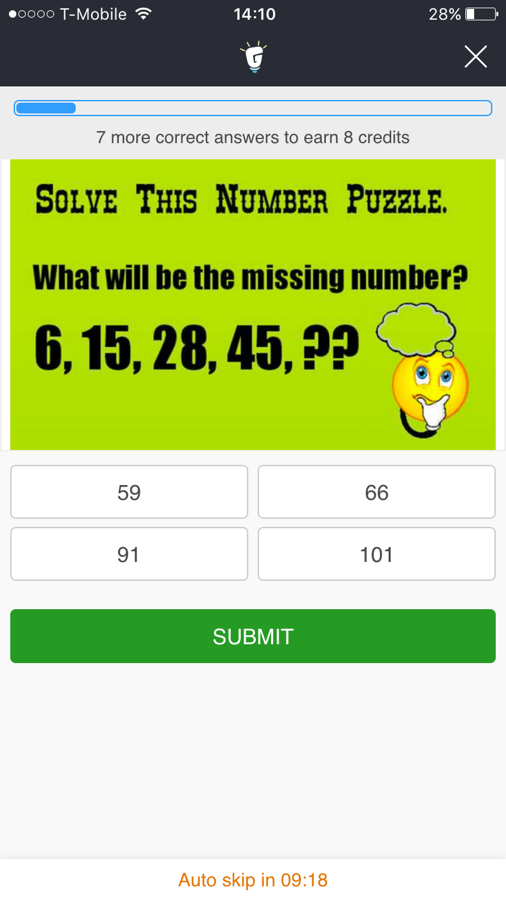 T-Mobile 14:10 28%
7 more correct answers to earn 8 credits
Solve This Number Puzzle.
What will be the missing number?
6, 15, 28, 45, ??
59 66
91 101
SUBMIT
Auto skip in 09:18